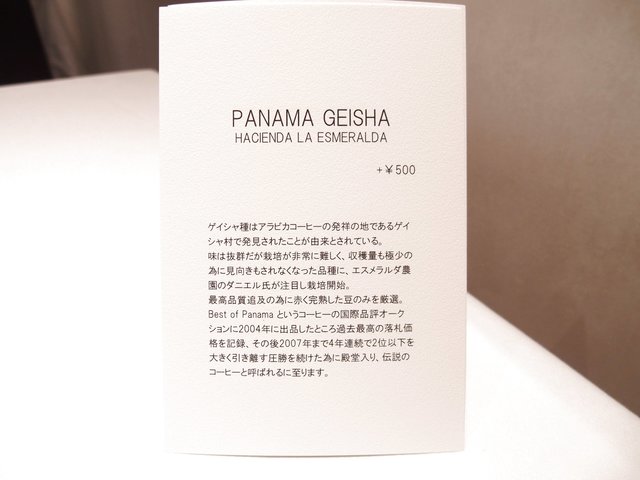 PANAMA GEISHA
HACIENDA LA ESMERALDA
+¥500
ゲイシャ種はアラビカコーヒーの発祥の地であるゲイ
シャ村で発見されたことが由来とされている。
味は抜群だが栽培が非常に難しく、収穫量も極少の
為に見向きもされなくなった品種に、エスメラルダ農
園のダニエル氏が注目し栽培開始。
最高品質追及の為に赤く完熟した豆のみを厳選。
Best of Panama というコーヒーの国際品評オーク
ションに2004年に出品したところ過去最高の落札価
格を記録、その後2007年まで4年連続で2位以下を
大きく引き離す圧勝を続けた為に殿堂入り、伝説の
コーヒーと呼ばれるに至ります。